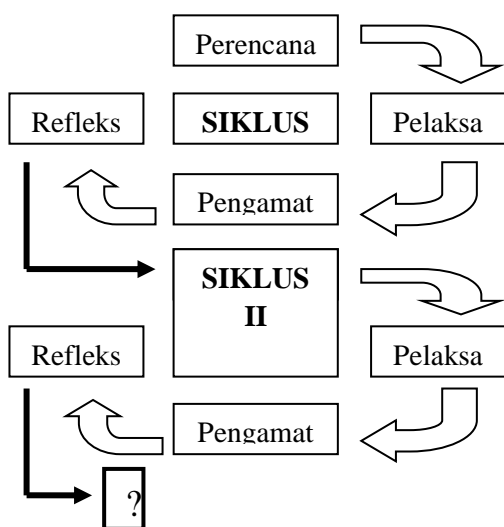 Perencana
Refleks
SIKLUS
Pelaksa
Pengamat
SIKLUS
II
Refleks
Pelaksa
Pengamat
?